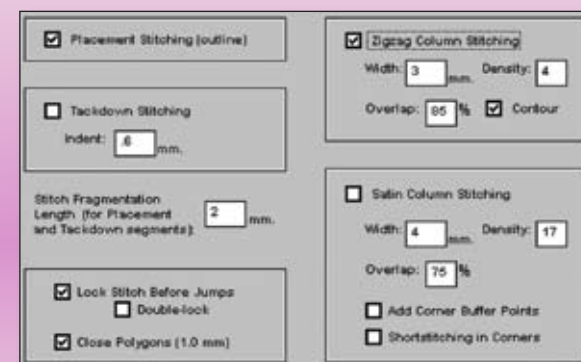 Placement Stitching (outline)
Tackdown Stitching
Indent: .6 mm.
Stitch Fragmentation
Length (for Placement
and Tackdown segments): 2 mm.
Lock Stitch Before Jumps
Double-lock
Close Polygons (1.0 mm)
Zigzag Column Stitching
Width: 3 mm. Density: 4
Overlap: 85 % Contour
Satin Column Stitching
Width: 4 mm. Density: 17
Overlap: 75 %
Add Corner Buffer Points
Shortstitching in Corners